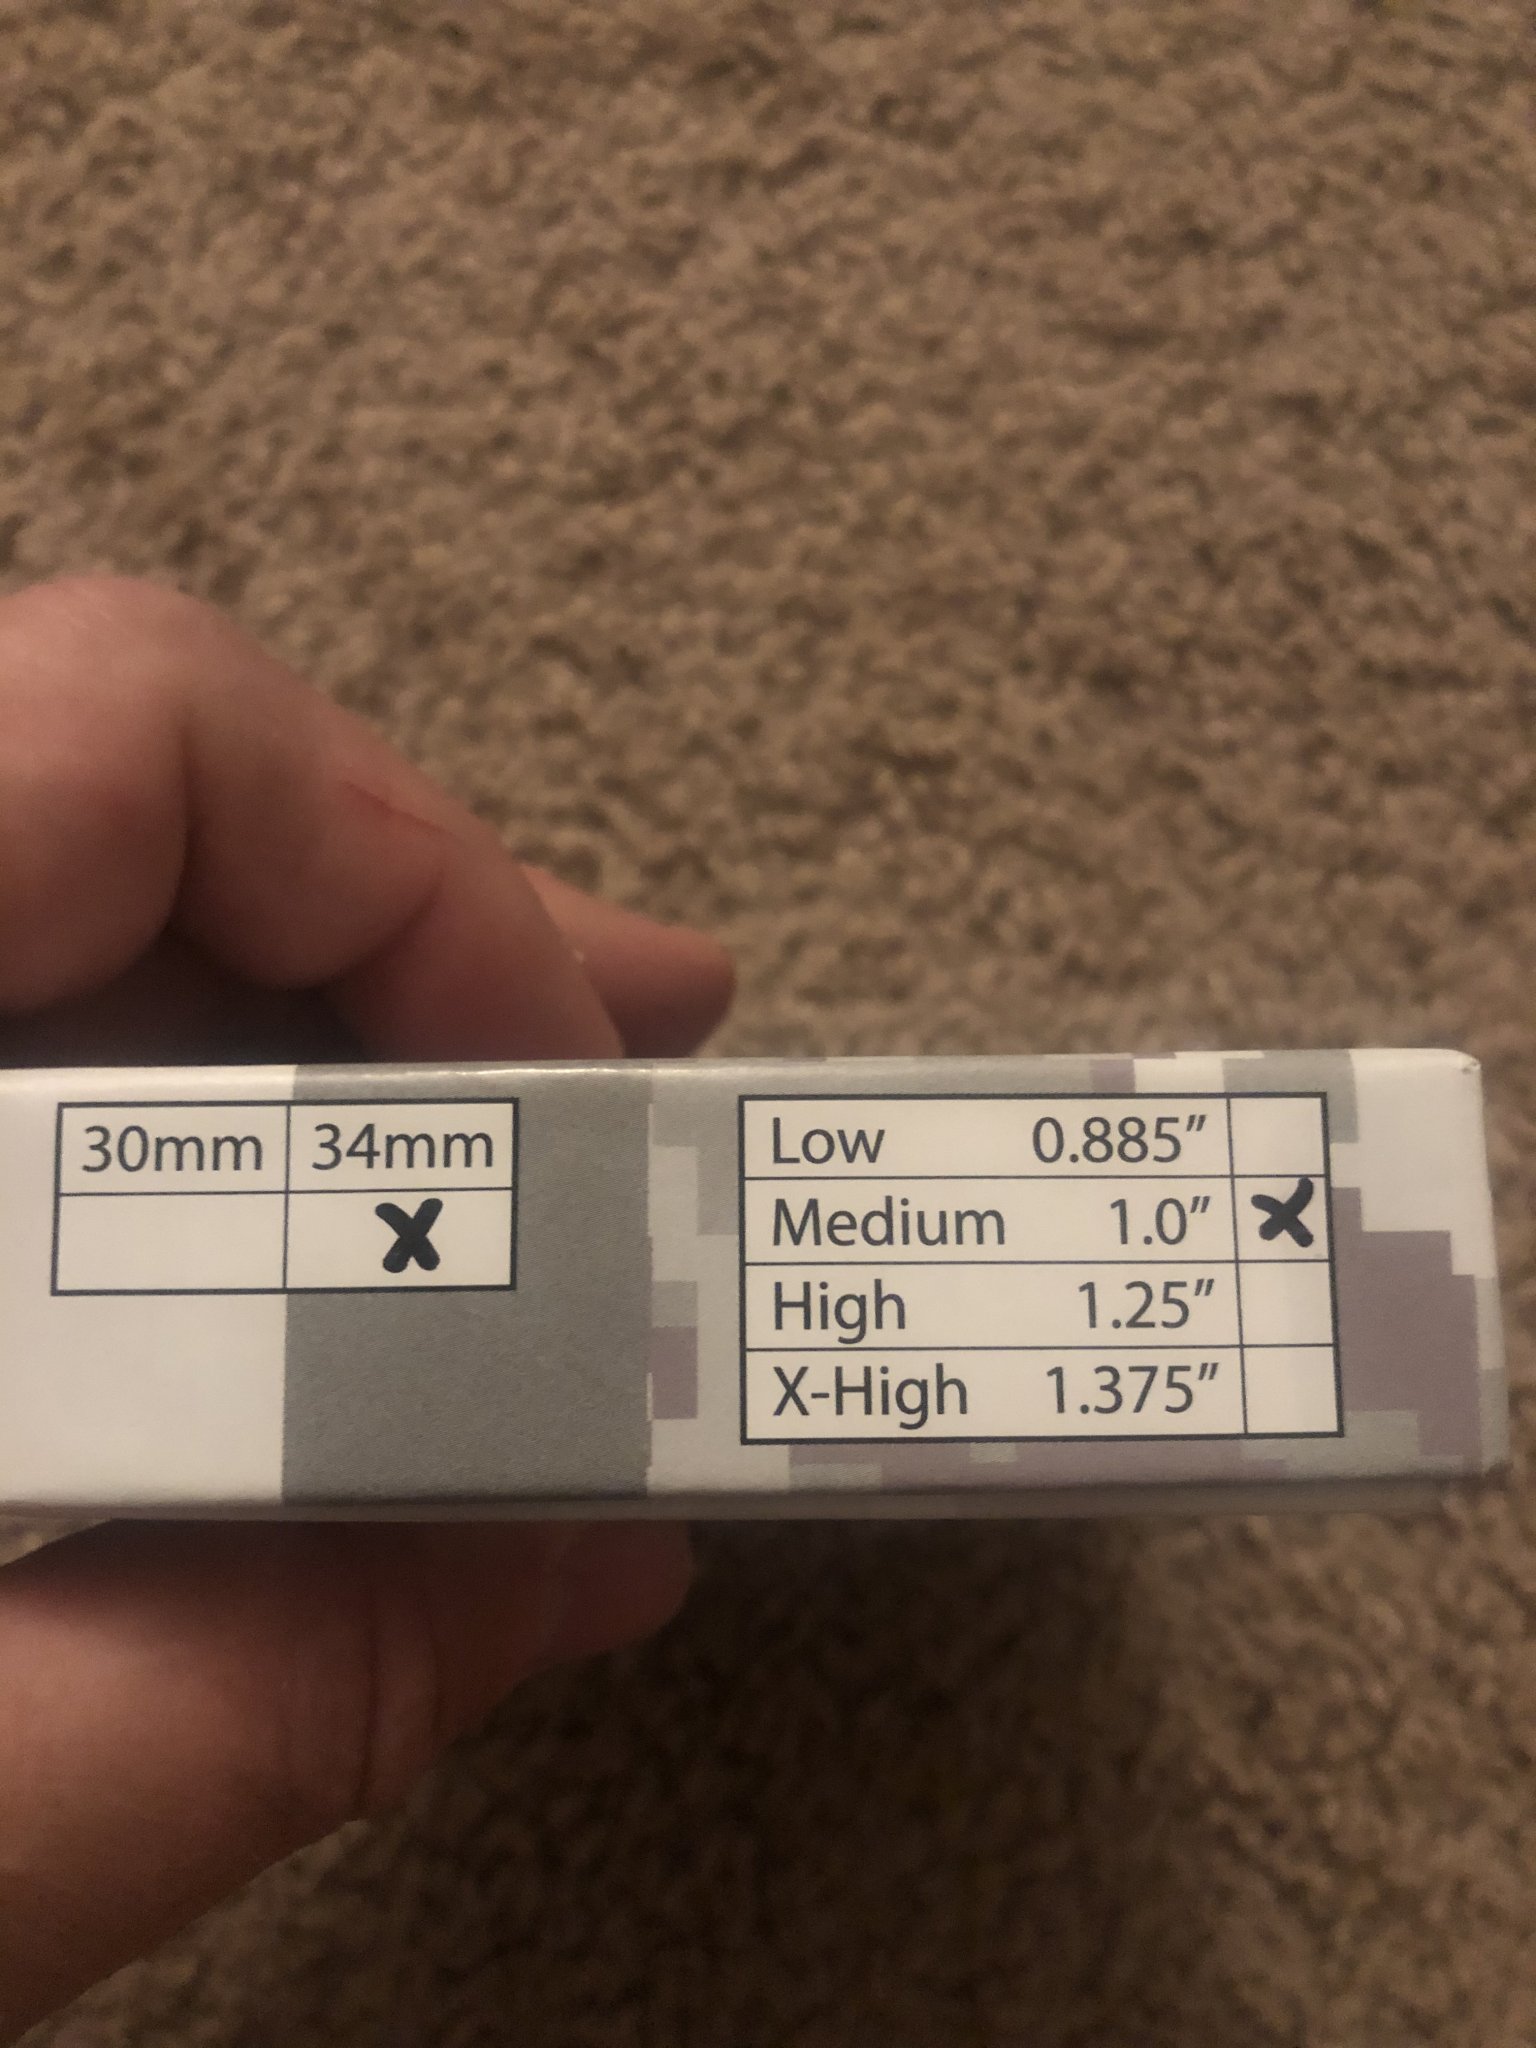 30mm 34mm
X
Low 0.885”
Medium 1.0” X
High 1.25”
X-High 1.375”